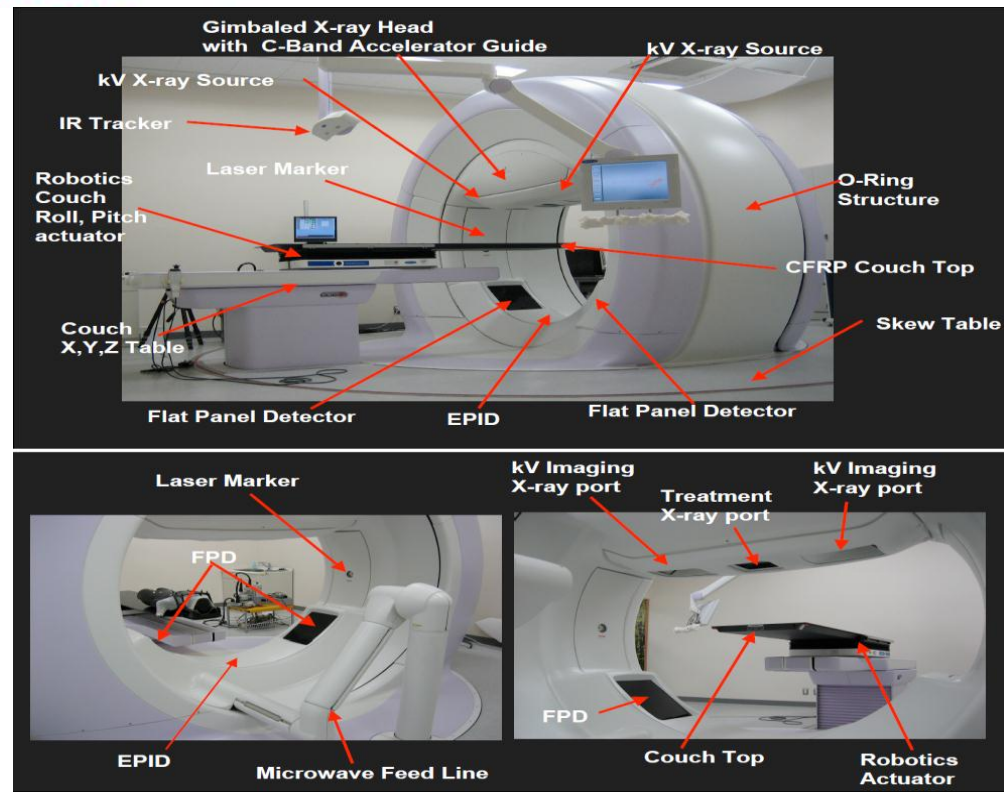 Gimbaled X-ray Head
with C-Band Accelerator Guide
kV X-ray Source
kV X-ray Source
IR Tracker
Laser Marker
Robotics
Couch
Roll, Pitch
actuator
O-Ring
Structure
CFRP Couch Top
Couch
X,Y,Z Table
Skew Table
Flat Panel Detector
EPID
Flat Panel Detector
Laser Marker
FPD
EPID
Microwave Feed Line
kV Imaging
X-ray port
Treatment
X-ray port
kV Imaging
X-ray port
FPD
Couch Top
Robotics
Actuator